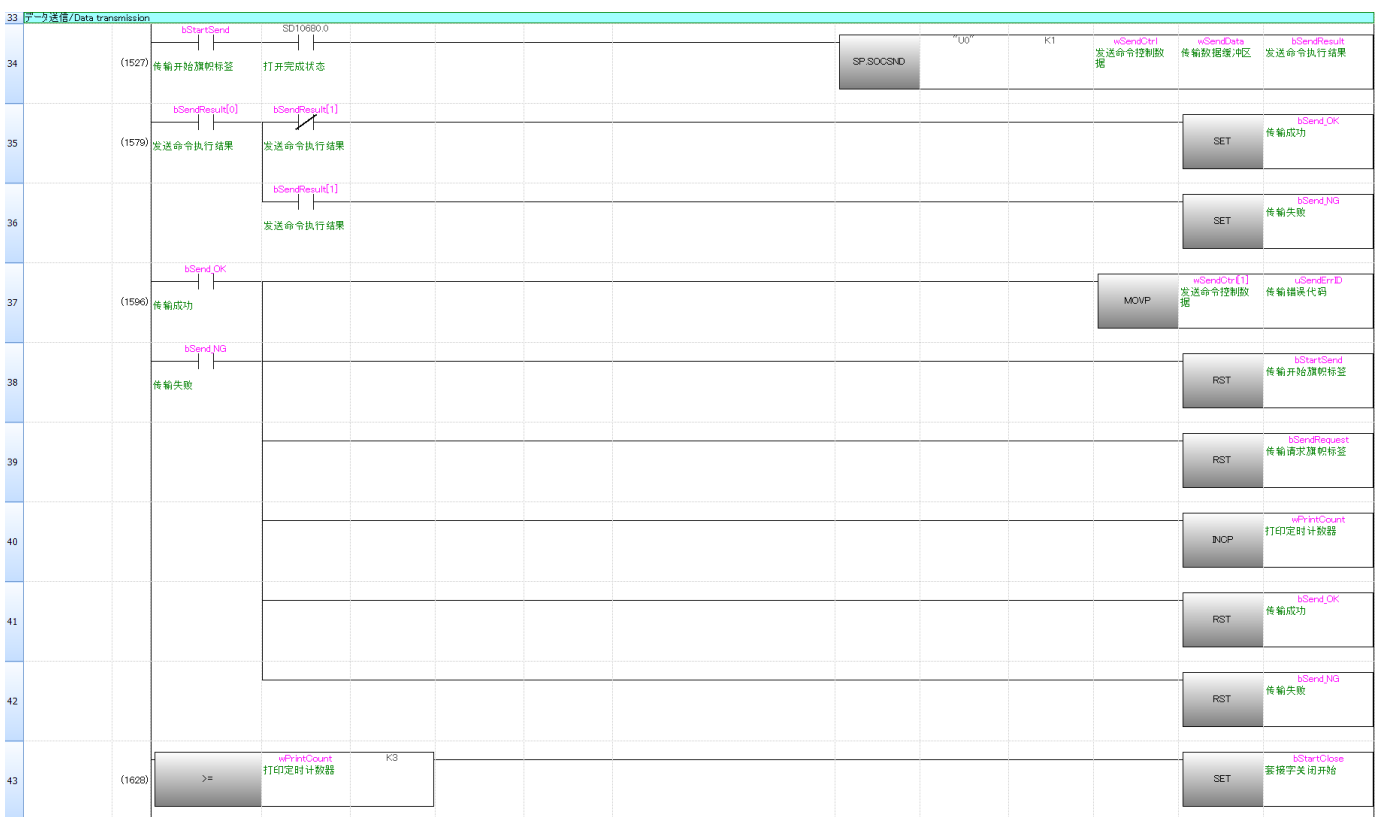 33 データ送信/Data transmission
bStartSend SD10680.0 "U0" K1 wSendCtrl wSendData bSendResult
34 (1527) 传输开始旗帜标签 打开完成状态 SP.SOCSND 发送命令控制数据 传输数据缓冲区 发送命令执行结果
bSendResult[0] bSendResult[1] bSend_OK
35 (1579) 发送命令执行结果 发送命令执行结果 SET 传输成功
bSendResult[1] bSend_NG
36 发送命令执行结果 SET 传输失败
bSend_OK wSendCtrl[1] uSendErrID
37 (1596) 传输成功 MOVP 发送命令控制数据 传输错误代码
bSend_NG bStartSend
38 传输失败 RST 传输开始旗帜标签
bSendRequest
39 RST 传输请求旗帜标签
wPrintCount
40 INCP 打印定时计数器
bSend_OK
41 RST 传输成功
bSend_NG
42 RST 传输失败
wPrintCount K3 bStartClose
43 (1628) >= 打印定时计数器 SET 套接字关闭开始